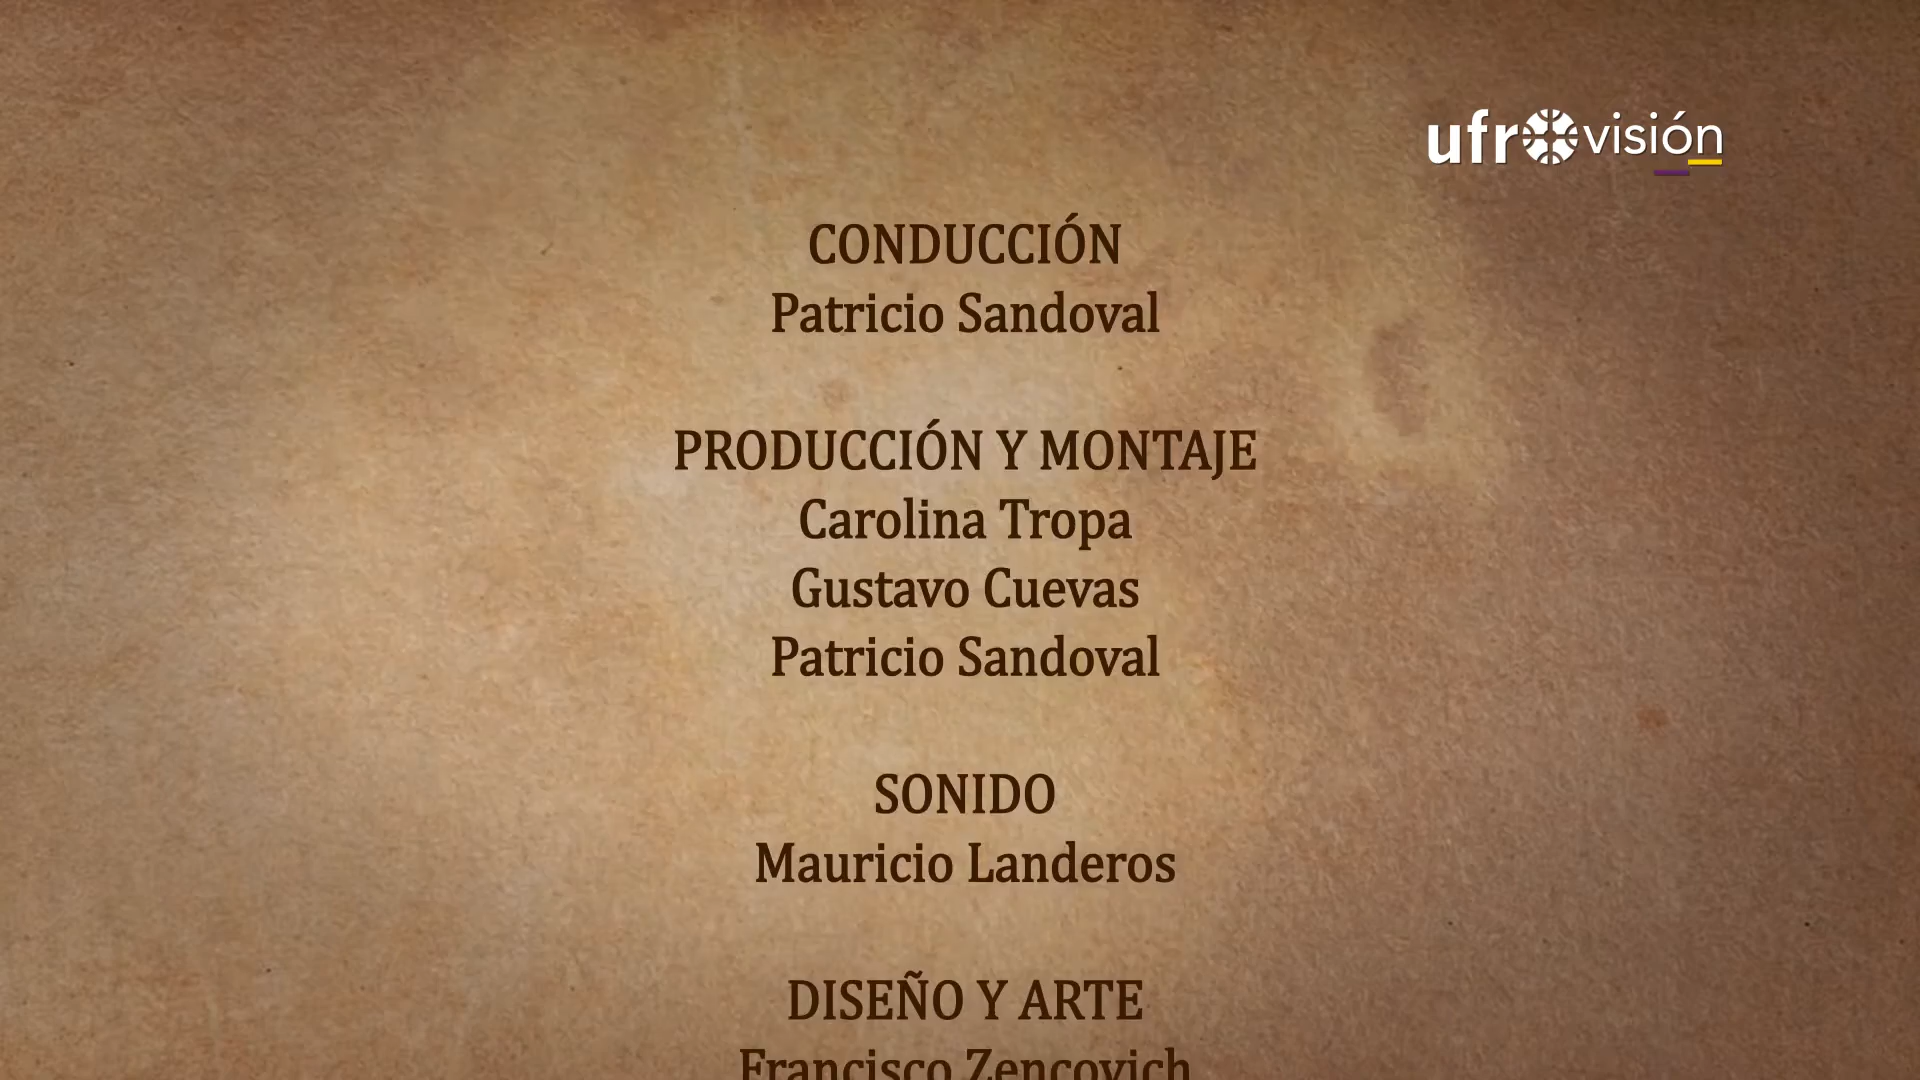 ufrovisión
CONDUCCIÓN
Patricio Sandoval
PRODUCCIÓN Y MONTAJE
Carolina Tropa
Gustavo Cuevas
Patricio Sandoval
SONIDO
Mauricio Landeros
DISEÑO Y ARTE
Francisco Zencovich